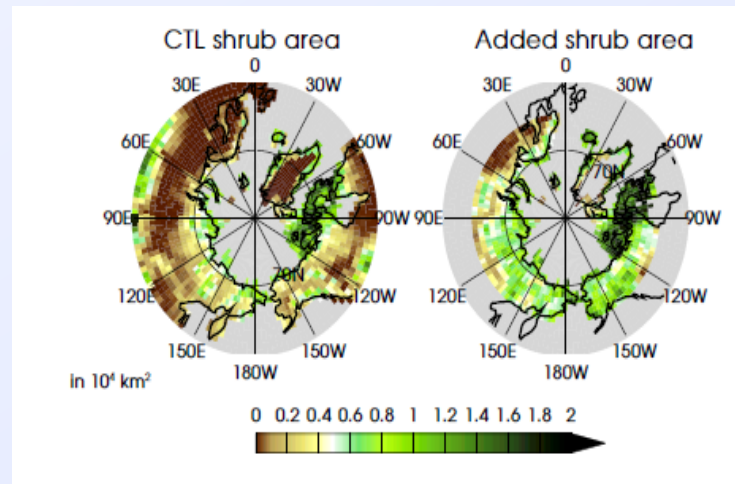 CTL shrub area
Added shrub area
0
30E
30W
60E
60W
90E
90W
120E
120W
150E
150W
180W
70N
0
30E
30W
60E
60W
70N
90E
90W
120E
120W
150E
150W
180W
in 10⁴ km²
0 0.2 0.4 0.6 0.8 1 1.2 1.4 1.6 1.8 2